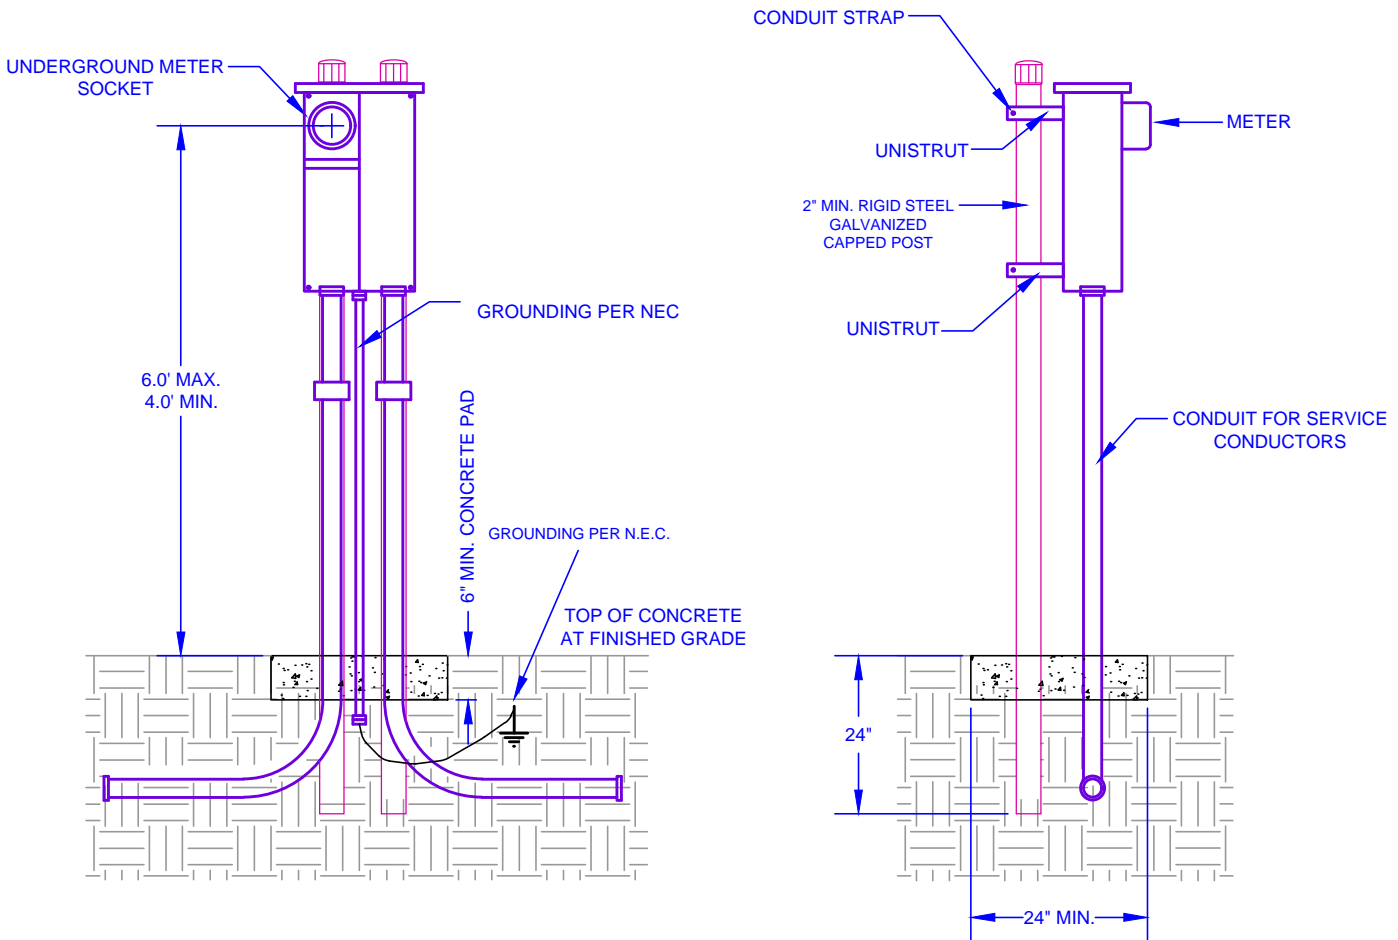 UNDERGROUND METER
SOCKET
GROUNDING PER NEC
6.0' MAX.
4.0' MIN.
6" MIN. CONCRETE PAD
GROUNDING PER N.E.C.
TOP OF CONCRETE
AT FINISHED GRADE
CONDUIT STRAP
METER
UNISTRUT
2" MIN. RIGID STEEL
GALVANIZED
CAPPED POST
UNISTRUT
CONDUIT FOR SERVICE
CONDUCTORS
24"
24" MIN.